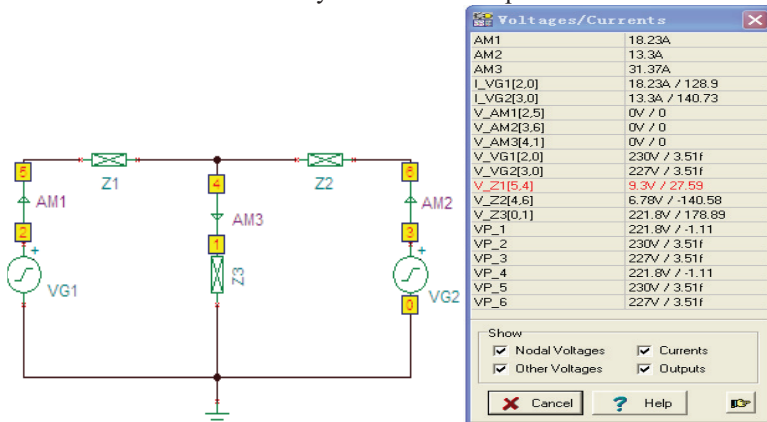 Voltages/Currents
AM1 18.23A
AM2 13.3A
AM3 31.37A
I_VG1[2,0] 18.23A / 128.9
I_VG2[3,0] 13.3A / 140.73
V_AM1[2,5] 0V / 0
V_AM2[3,6] 0V / 0
V_AM3[4,1] 0V / 0
V_VG1[2,0] 230V / 3.51f
V_VG2[3,0] 227V / 3.51f
V_Z1[5,4] 9.3V / 27.59
V_Z2[4,6] 6.78V / -140.58
V_Z3[0,1] 221.8V / 178.89
VP_1 221.8V / -1.11
VP_2 230V / 3.51f
VP_3 227V / 3.51f
VP_4 221.8V / -1.11
VP_5 230V / 3.51f
VP_6 227V / 3.51f
Show
Nodal Voltages Currents
Other Voltages Outputs
Cancel Help
5 Z1 4 Z2 6
AM1 AM3 AM2
2 1 3
+ +
VG1 Z3 VG2
0